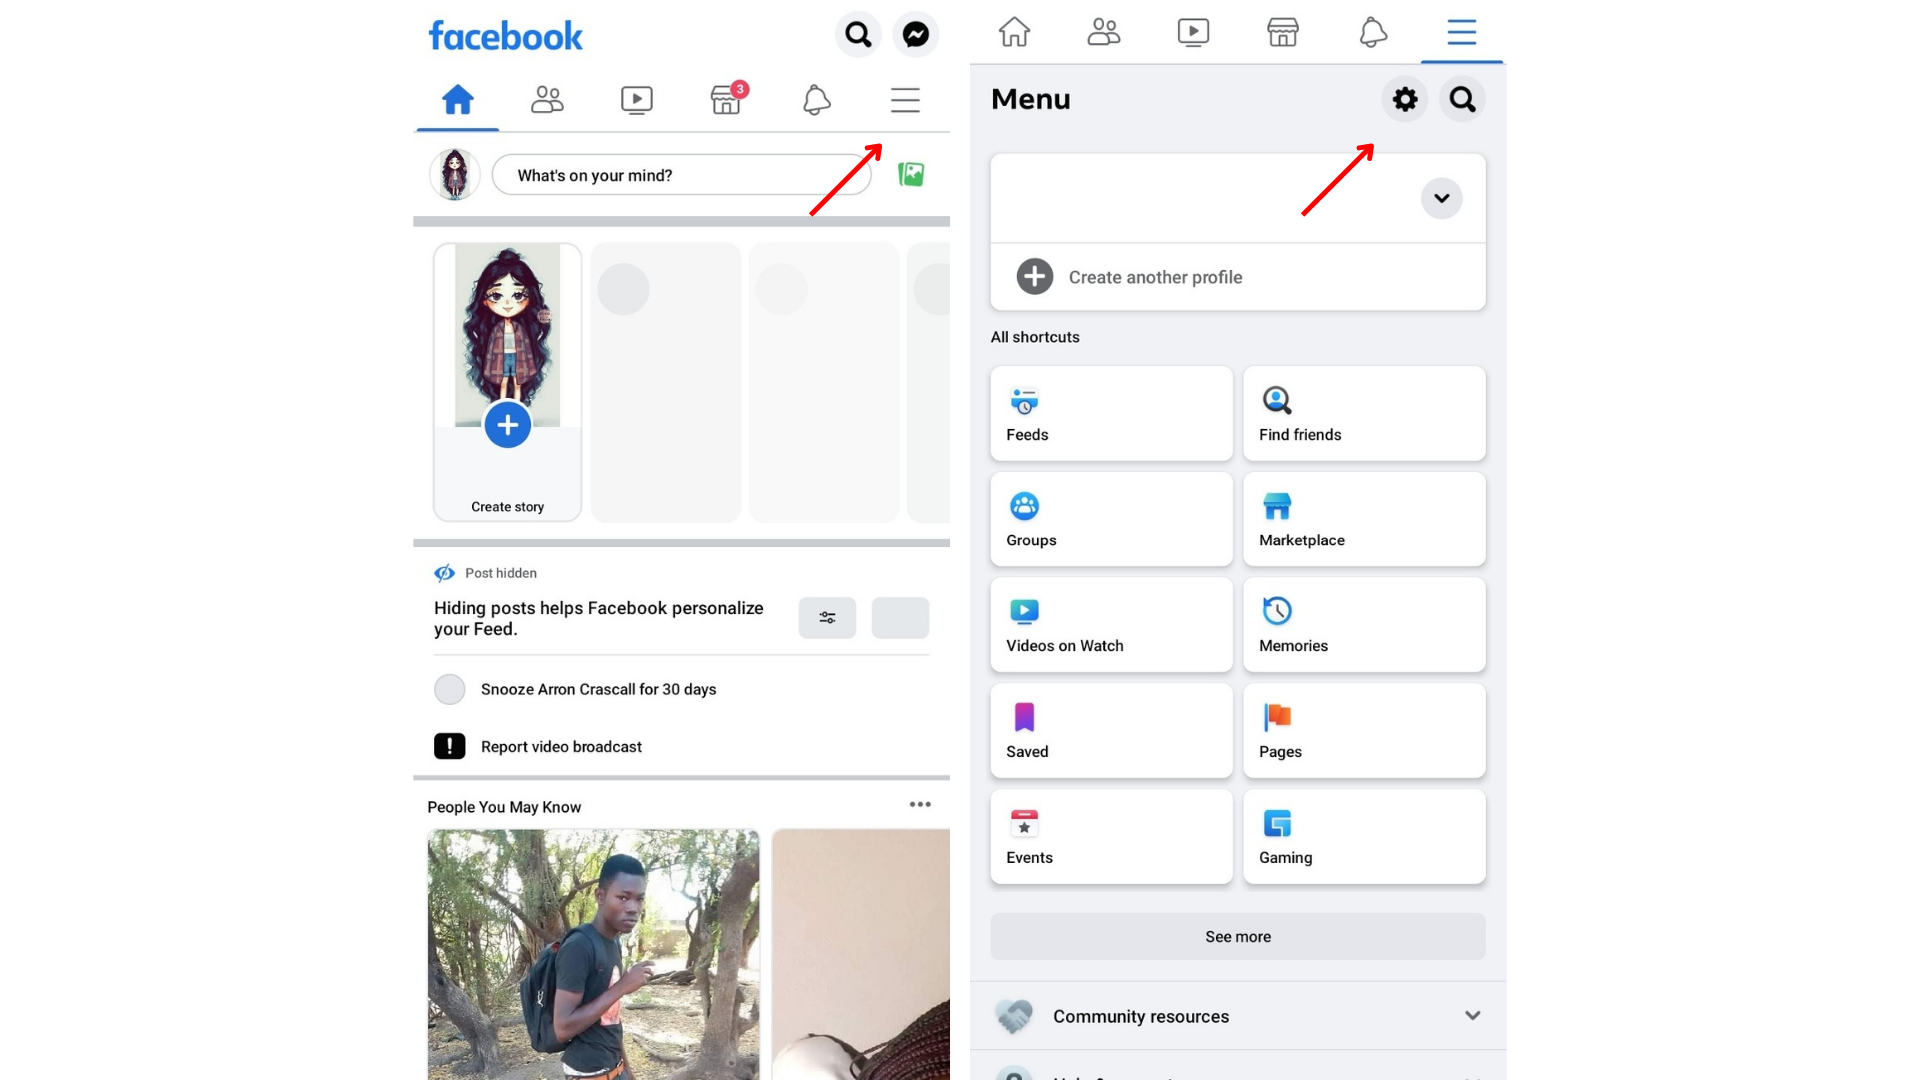 facebook
3
What's on your mind?
Create story
Post hidden
Hiding posts helps Facebook personalize
your Feed.
Snooze Arron Crascall for 30 days
Report video broadcast
People You May Know
Menu
Create another profile
All shortcuts
Feeds
Find friends
Groups
Marketplace
Videos on Watch
Memories
Saved
Pages
Events
Gaming
See more
Community resources